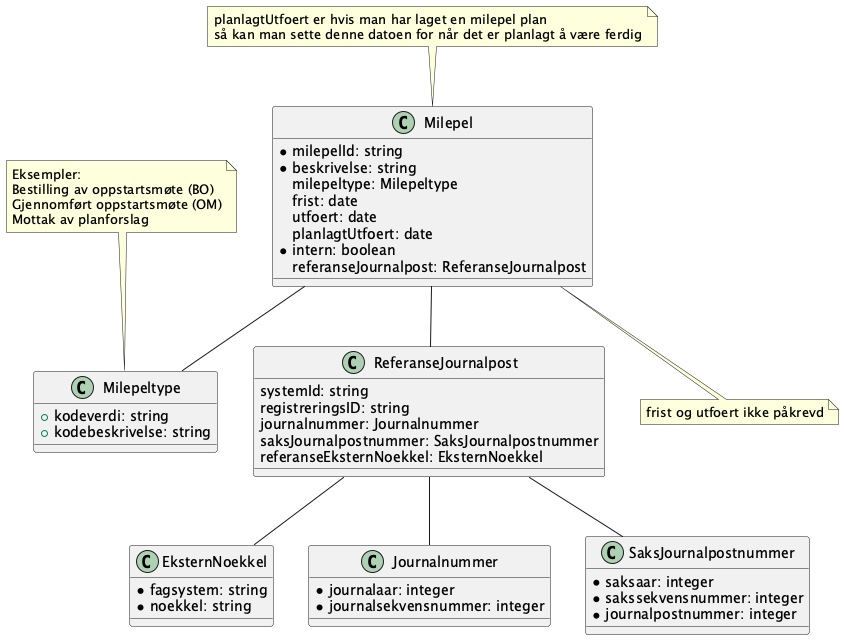 planlagtUtfoert er hvis man har laget en milepel plan
så kan man sette denne datoen for når det er planlagt å være ferdig
C Milepel
* milepelId: string
* beskrivelse: string
milepeltype: Milepeltype
frist: date
utfoert: date
planlagtUtfoert: date
* intern: boolean
referanseJournalpost: ReferanseJournalpost
Eksempler:
Bestilling av oppstartsmøte (BO)
Gjennomført oppstartsmøte (OM)
Mottak av planforslag
C Milepeltype
kodeverdi: string
kodebeskrivelse: string
C ReferanseJournalpost
systemId: string
registreringsID: string
journalnummer: Journalnummer
saksJournalpostnummer: SaksJournalpostnummer
referanseEksternNoekkel: EksternNoekkel
frist og utfoert ikke påkrevd
C EksternNoekkel
* fagsystem: string
* noekkel: string
C Journalnummer
* journalaar: integer
* journalsekvensnummer: integer
C SaksJournalpostnummer
* saksaar: integer
* sakssekvensnummer: integer
* journalpostnummer: integer